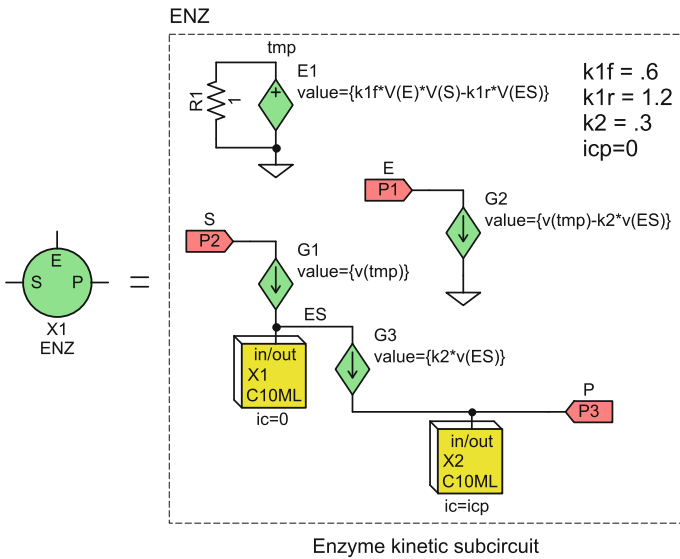 ENZ
tmp
E1
value={k1f*V(E)*V(S)-k1r*V(ES)}
R1
1
+
k1f = .6
k1r = 1.2
k2 = .3
icp=0
E
P1
G2
value={v(tmp)-k2*v(ES)}
S
P2
G1
value={v(tmp)}
E
S
P
X1
ENZ
=
ES
G3
value={k2*v(ES)}
in/out
X1
C10ML
ic=0
P
P3
in/out
X2
C10ML
ic=icp
Enzyme kinetic subcircuit